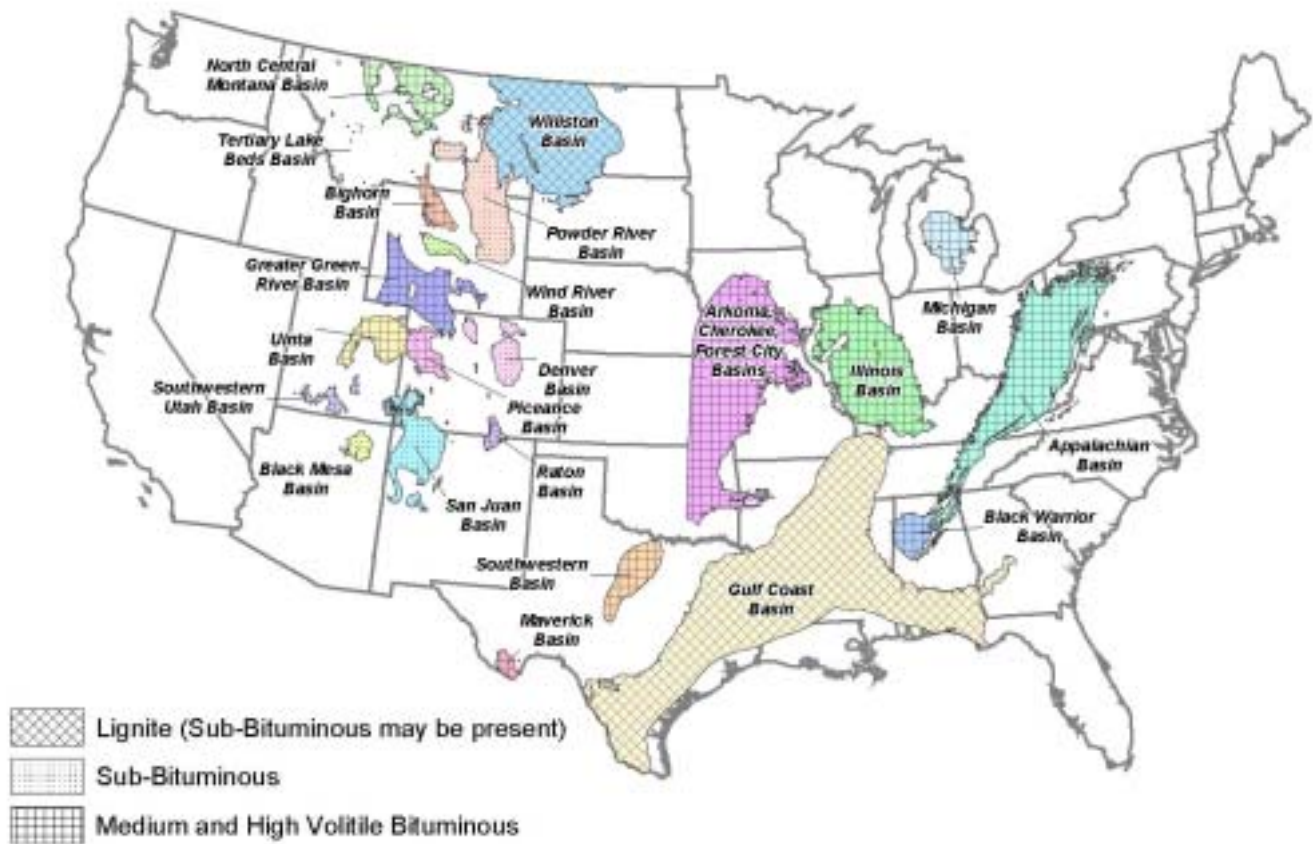 North Central
Montana Basin
Williston
Basin
Tertiary Lake
Beds Basin
Bighorn
Basin
Powder River
Basin
Greater Green
River Basin
Wind River
Basin
Michigan
Basin
Arkoma,
Cherokee,
Forest City
Basins
Uinta
Basin
Illinois
Basin
Denver
Basin
Southwestern
Utah Basin
Piceance
Basin
Appalachian
Basin
Black Mesa
Basin
Raton
Basin
San Juan
Basin
Black Warrior
Basin
Southwestern
Basin
Gulf Coast
Basin
Maverick
Basin
Lignite (Sub-Bituminous may be present)
Sub-Bituminous
Medium and High Volitile Bituminous